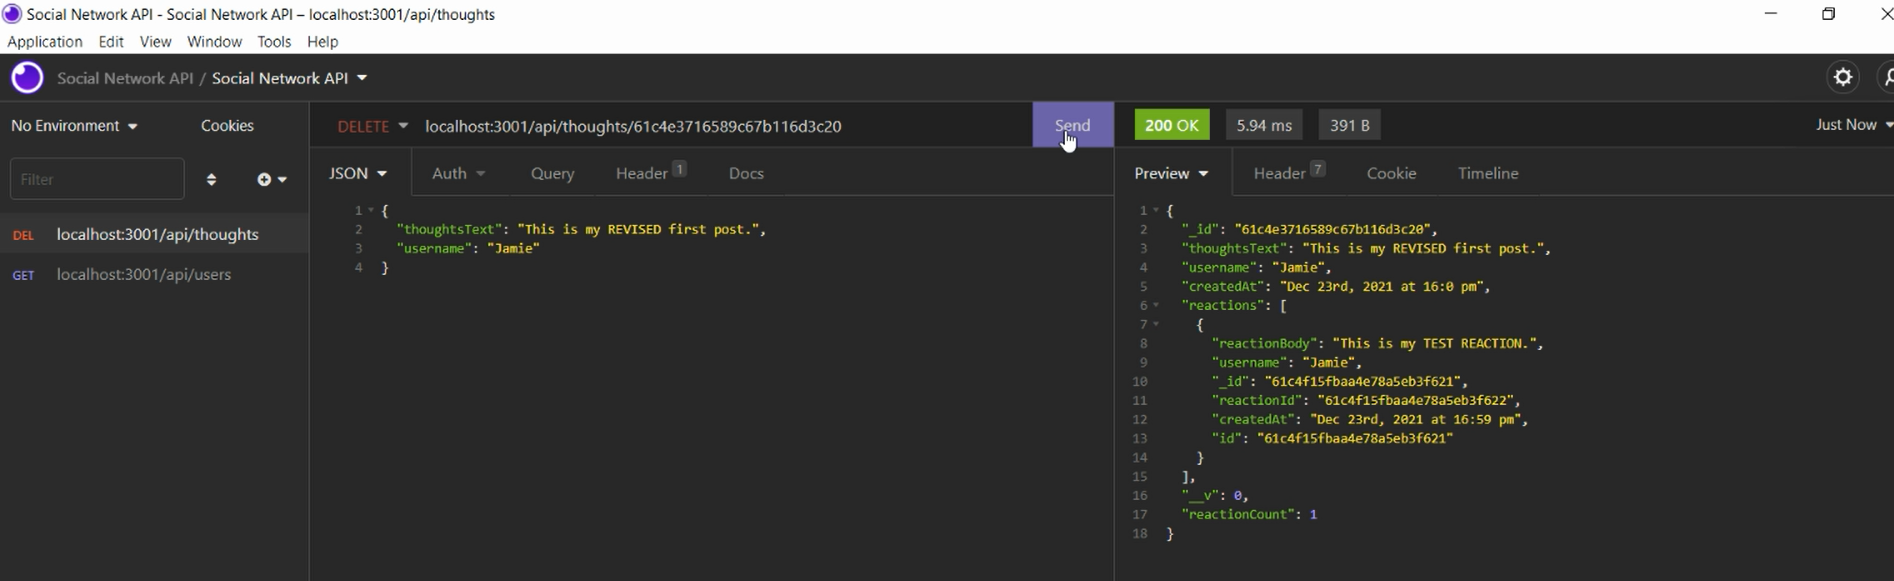 Social Network API - Social Network API – localhost:3001/api/thoughts
Application Edit View Window Tools Help
Social Network API / Social Network API
No Environment Cookies
DELETE localhost:3001/api/thoughts/61c4e3716589c67b116d3c20 Send
200 OK 5.94 ms 391 B Just Now
Filter
JSON Auth Query Header 1 Docs
Preview Header 7 Cookie Timeline
DEL localhost:3001/api/thoughts
GET localhost:3001/api/users
1 {
2 "thoughtsText": "This is my REVISED first post.",
3 "username": "Jamie"
4 }
1 {
2 "_id": "61c4e3716589c67b116d3c20",
3 "thoughtsText": "This is my REVISED first post.",
4 "username": "Jamie",
5 "createdAt": "Dec 23rd, 2021 at 16:0 pm",
6 "reactions": [
7 {
8 "reactionBody": "This is my TEST REACTION.",
9 "username": "Jamie",
10 "_id": "61c4f15fbaa4e78a5eb3f621",
11 "reactionId": "61c4f15fbaa4e78a5eb3f622",
12 "createdAt": "Dec 23rd, 2021 at 16:59 pm",
13 "id": "61c4f15fbaa4e78a5eb3f621"
14 }
15 ],
16 "__v": 0,
17 "reactionCount": 1
18 }